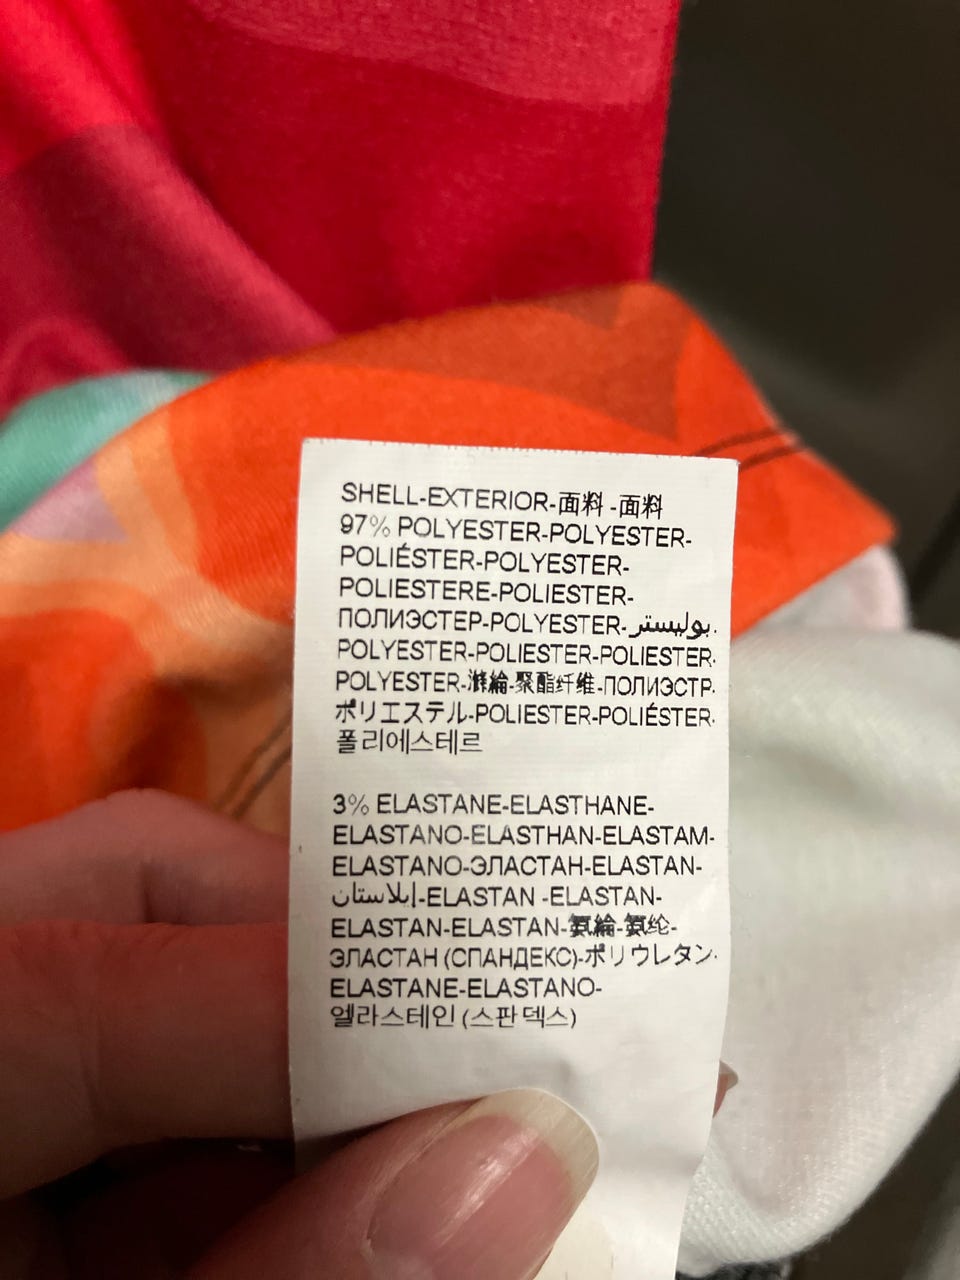 SHELL-EXTERIOR-面料 -面料
97% POLYESTER-POLYESTER-
POLIÉSTER-POLYESTER-
POLIESTERE-POLIESTER-
ПОЛИЭСТЕР-POLYESTER-بوليستر-
POLYESTER-POLIESTER-POLIESTER-
POLYESTER-滌綸-聚酯纤维-ПОЛИЭСТР-
ポリエステル-POLIESTER-POLIÉSTER-
폴리에스테르
3% ELASTANE-ELASTHANE-
ELASTANO-ELASTHAN-ELASTAM-
ELASTANO-ЭЛАСТАН-ELASTAN-
إيلاستان-ELASTAN -ELASTAN-
ELASTAN-ELASTAN-氨綸-氨纶-
ЭЛАСТАН (СПАНДЕКС)-ポリウレタン-
ELASTANE-ELASTANO-
엘라스테인 (스판덱스)